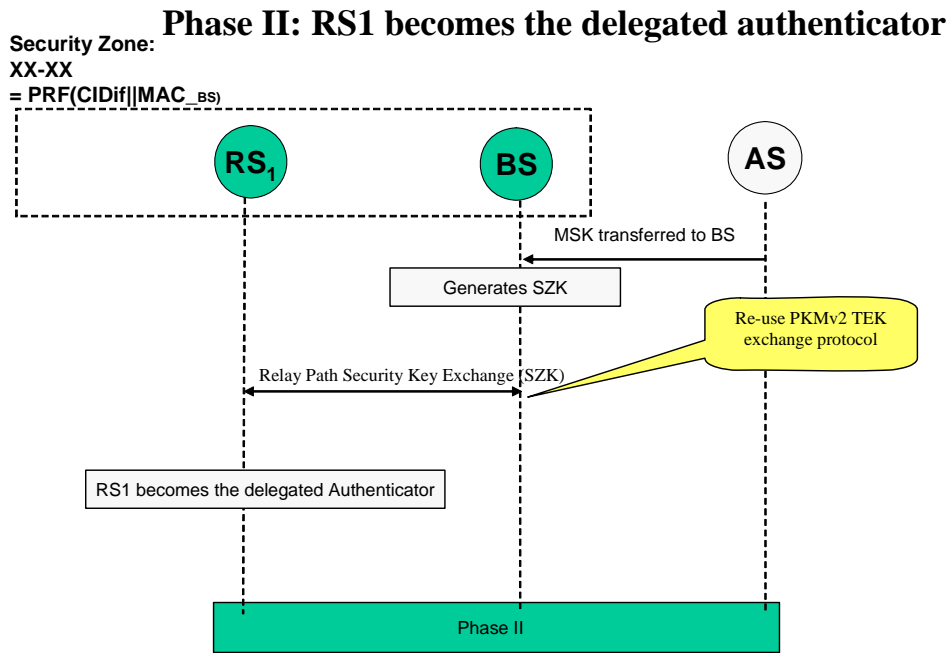 Phase II: RS1 becomes the delegated authenticator
Security Zone:
XX-XX
= PRF(CIDif||MAC_BS)
RS1
BS
AS
MSK transferred to BS
Generates SZK
Re-use PKMv2 TEK
exchange protocol
Relay Path Security Key Exchange (SZK)
RS1 becomes the delegated Authenticator
Phase II